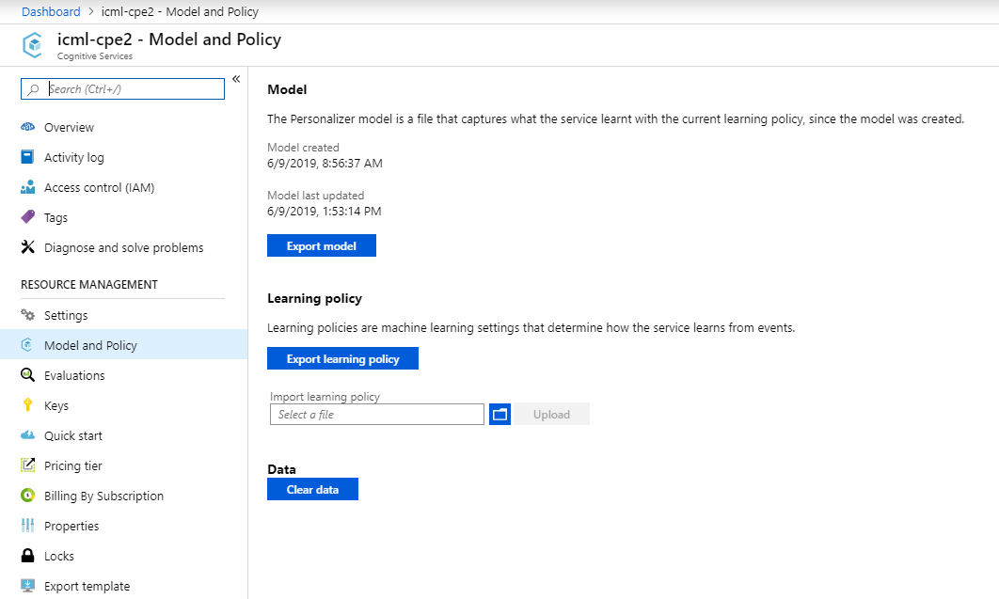 Dashboard > icml-cpe2 - Model and Policy
icml-cpe2 - Model and Policy
Cognitive Services
Search (Ctrl+/)
«
Overview
Activity log
Access control (IAM)
Tags
Diagnose and solve problems
RESOURCE MANAGEMENT
Settings
Model and Policy
Evaluations
Keys
Quick start
Pricing tier
Billing By Subscription
Properties
Locks
Export template
Model
The Personalizer model is a file that captures what the service learnt with the current learning policy, since the model was created.
Model created
6/9/2019, 8:56:37 AM
Model last updated
6/9/2019, 1:53:14 PM
Export model
Learning policy
Learning policies are machine learning settings that determine how the service learns from events.
Export learning policy
Import learning policy
Select a file
Upload
Data
Clear data